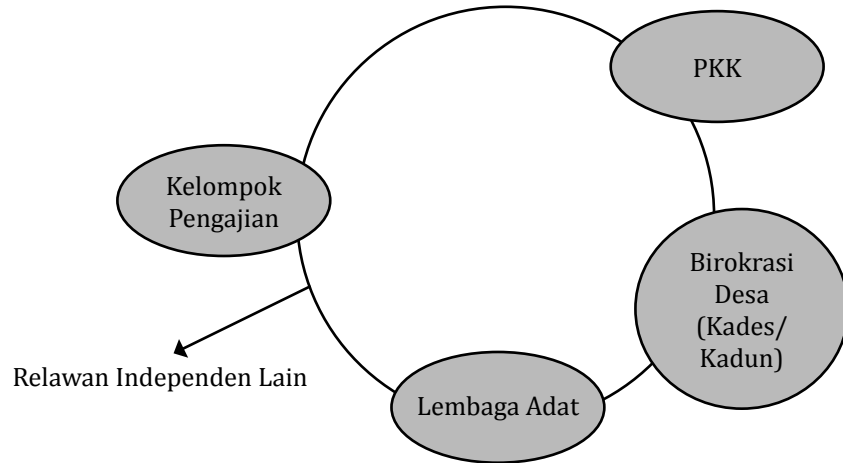 PKK
Kelompok
Pengajian
Birokrasi
Desa
(Kades/
Kadun)
Relawan Independen Lain
Lembaga Adat